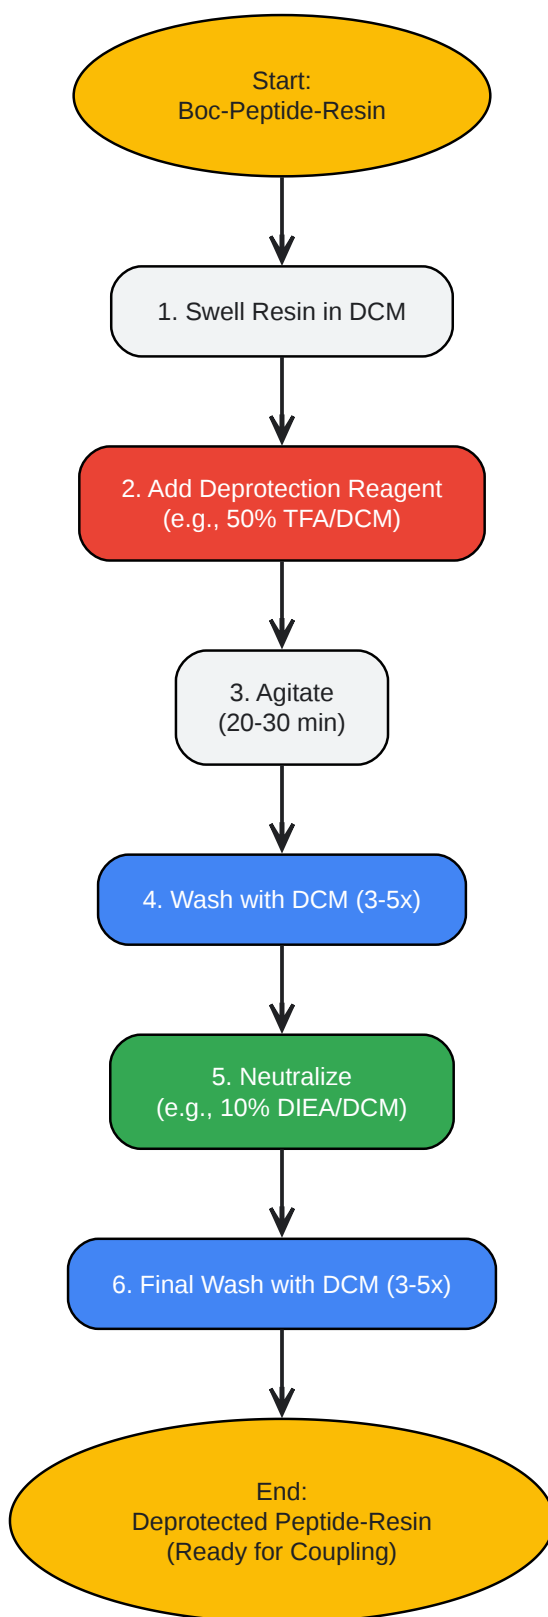 Start:
Boc-Peptide-Resin
1. Swell Resin in DCM
2. Add Deprotection Reagent
(e.g., 50% TFA/DCM)
3. Agitate
(20-30 min)
4. Wash with DCM (3-5x)
5. Neutralize
(e.g., 10% DIEA/DCM)
6. Final Wash with DCM (3-5x)
End:
Deprotected Peptide-Resin
(Ready for Coupling)